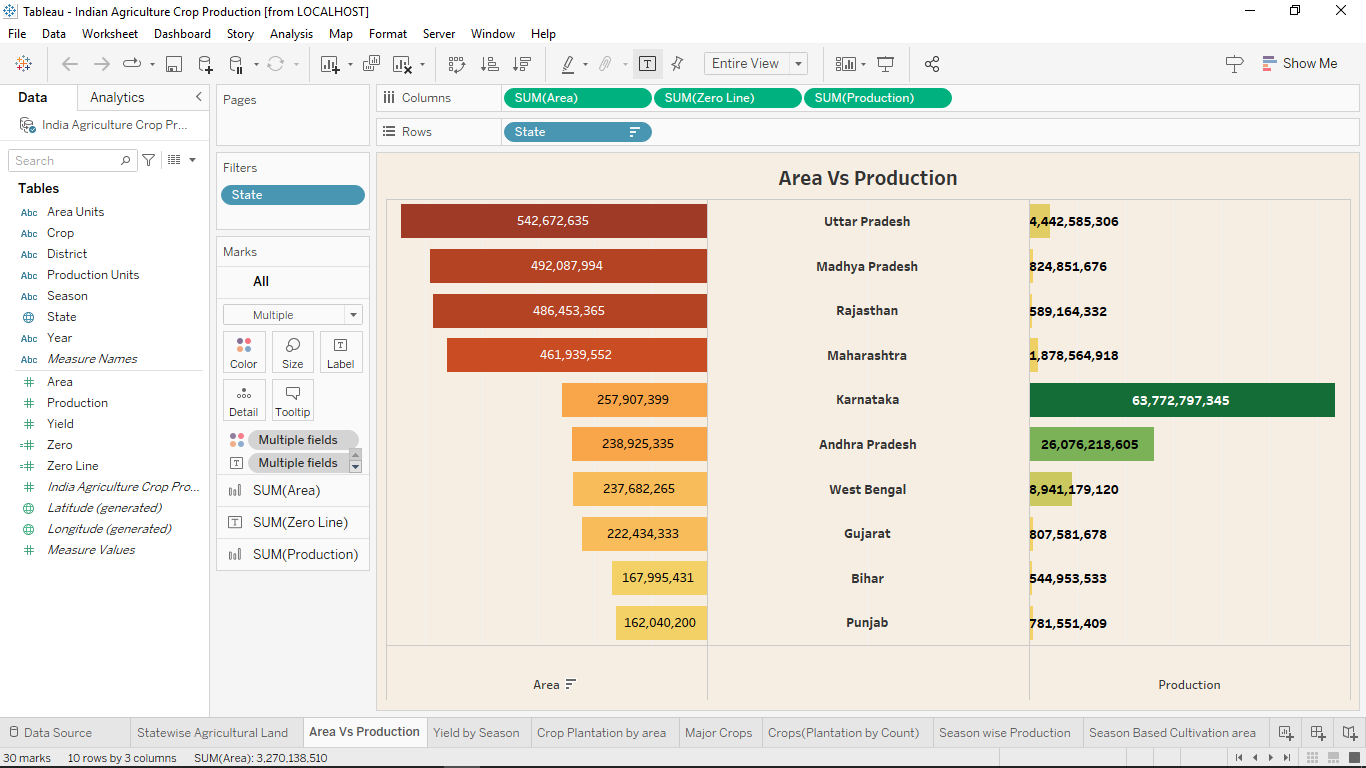 Tableau - Indian Agriculture Crop Production [from LOCALHOST]
File Data Worksheet Dashboard Story Analysis Map Format Server Window Help
Entire View Show Me
Data Analytics
India Agriculture Crop Pr...
Search
Tables
Abc Area Units
Abc Crop
Abc District
Abc Production Units
Abc Season
State
Abc Year
Abc Measure Names
Area
Production
Yield
Zero
Zero Line
India Agriculture Crop Pro...
Latitude (generated)
Longitude (generated)
Measure Values
Pages
Filters
State
Marks
All
Multiple
Color Size Label
Detail Tooltip
Multiple fields
Multiple fields
SUM(Area)
SUM(Zero Line)
SUM(Production)
Columns SUM(Area) SUM(Zero Line) SUM(Production)
Rows State
Area Vs Production
542,672,635 Uttar Pradesh 4,442,585,306
492,087,994 Madhya Pradesh 824,851,676
486,453,365 Rajasthan 589,164,332
461,939,552 Maharashtra 1,878,564,918
257,907,399 Karnataka 63,772,797,345
238,925,335 Andhra Pradesh 26,076,218,605
237,682,265 West Bengal 8,941,179,120
222,434,333 Gujarat 807,581,678
167,995,431 Bihar 544,953,533
162,040,200 Punjab 781,551,409
Area Production
Data Source Statewise Agricultural Land Area Vs Production Yield by Season Crop Plantation by area Major Crops Crops(Plantation by Count) Season wise Production Season Based Cultivation area
30 marks 10 rows by 3 columns SUM(Area): 3,270,138,510